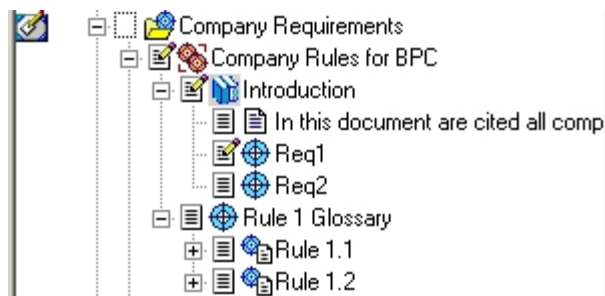 Company Requirements
Company Rules for BPC
Introduction
In this document are cited all comp
Req1
Req2
Rule 1 Glossary
Rule 1.1
Rule 1.2